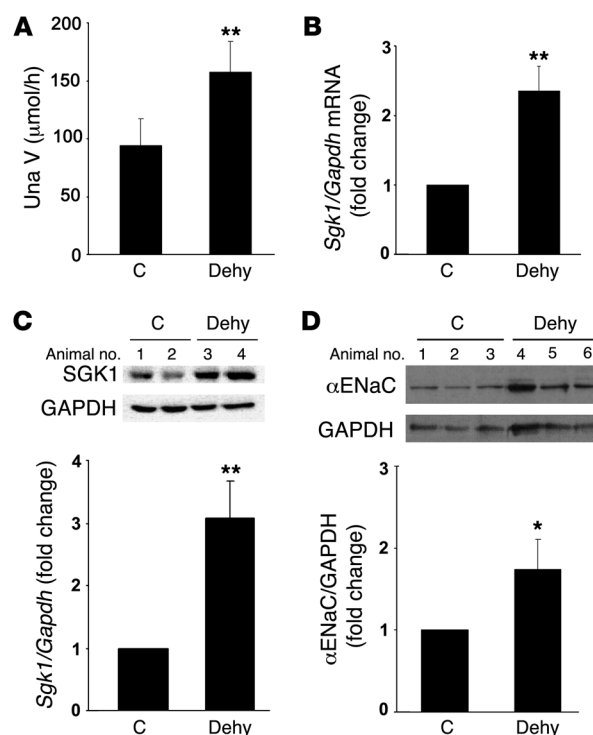 A
Una V (μmol/h)
200
150
100
50
0
**
C
Dehy
B
Sgk1/Gapdh mRNA
(fold change)
3
2
1
0
**
C
Dehy
C
C
Dehy
Animal no.
1
2
3
4
SGK1
GAPDH
Sgk1/Gapdh (fold change)
5
4
3
2
1
0
**
C
Dehy
D
C
Dehy
Animal no.
1
2
3
4
5
6
αENaC
GAPDH
αENaC/GAPDH
(fold change)
3
2
1
0
*
C
Dehy